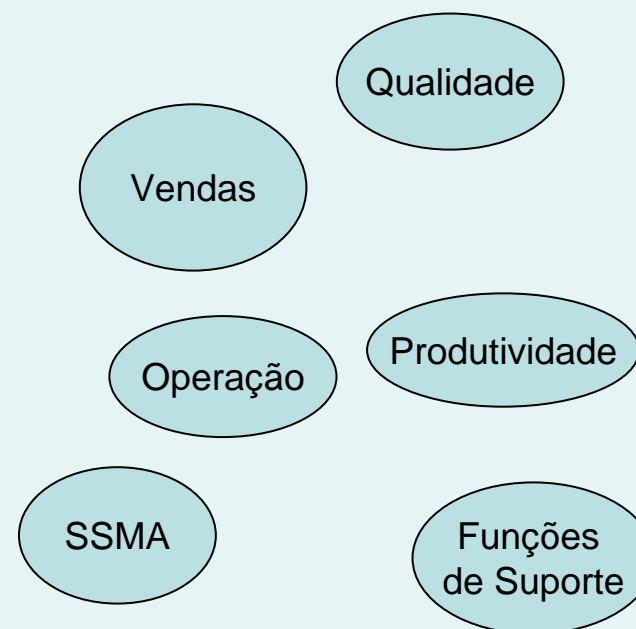 Qualidade
Vendas
Produtividade
Operação
SSMA
Funções
de Suporte